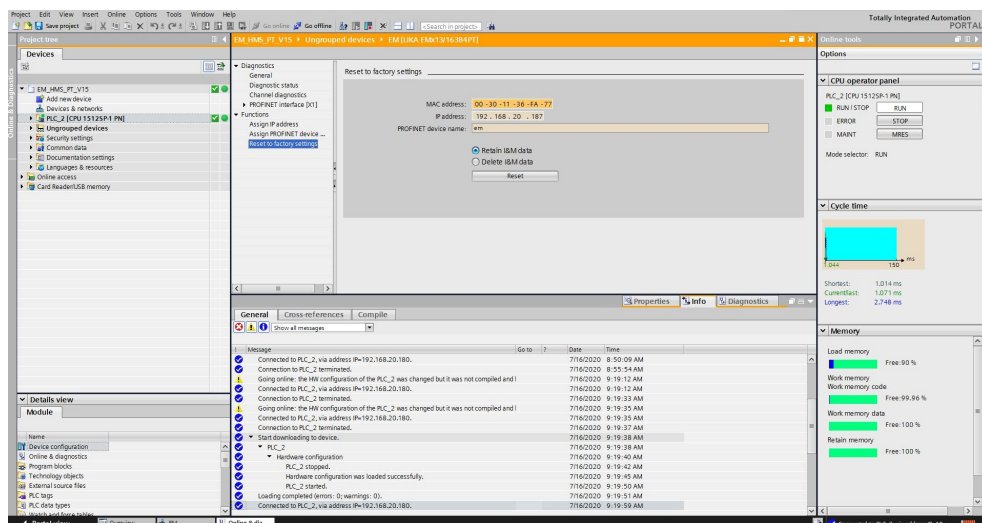 Project Edit View Insert Online Options Tools Window Help
Totally Integrated Automation
PORTAL
Save project
Go online Go offline
<Search in project>
Project tree
EM_HMS_PT_V15 ▸ Ungrouped devices ▸ EM [LIKA EMx13/16384PT]
Online tools
Devices
Options
Online & Diagnostics
EM_HMS_PT_V15
Add new device
Devices & networks
PLC_2 [CPU 1512SP-1 PN]
Ungrouped devices
Security settings
Common data
Documentation settings
Languages & resources
Online access
Card Reader/USB memory
Diagnostics
General
Diagnostic status
Channel diagnostics
PROFINET interface [X1]
Functions
Assign IP address
Assign PROFINET device ...
Reset to factory settings
Reset to factory settings
MAC address: 00 -30 -11 -36 -FA -77
IP address: 192 . 168 . 20 . 187
PROFINET device name: em
Retain I&M data
Delete I&M data
Reset
CPU operator panel
PLC_2 [CPU 1512SP-1 PN]
RUN / STOP RUN
ERROR STOP
MAINT MRES
Mode selector: RUN
Cycle time
ms
150
Shortest: 1.014 ms
Current/last: 1.071 ms
Longest: 2.748 ms
Memory
Load memory
Free:90 %
Work memory
Work memory code
Free:99.96 %
Work memory data
Free:100 %
Retain memory
Free:100 %
Properties Info Diagnostics
General Cross-references Compile
Show all messages
! Message Go to ? Date Time
Connected to PLC_2, via address IP=192.168.20.180. 7/16/2020 8:50:09 AM
Connection to PLC_2 terminated. 7/16/2020 8:55:54 AM
Going online: the HW configuration of the PLC_2 was changed but it was not compiled and l 7/16/2020 9:19:12 AM
Connected to PLC_2, via address IP=192.168.20.180. 7/16/2020 9:19:12 AM
Connection to PLC_2 terminated. 7/16/2020 9:19:33 AM
Going online: the HW configuration of the PLC_2 was changed but it was not compiled and l 7/16/2020 9:19:35 AM
Connected to PLC_2, via address IP=192.168.20.180. 7/16/2020 9:19:35 AM
Connection to PLC_2 terminated. 7/16/2020 9:19:37 AM
Start downloading to device. 7/16/2020 9:19:38 AM
PLC_2 7/16/2020 9:19:38 AM
Hardware configuration 7/16/2020 9:19:40 AM
PLC_2 stopped. 7/16/2020 9:19:42 AM
Hardware configuration was loaded successfully. 7/16/2020 9:19:45 AM
PLC_2 started. 7/16/2020 9:19:50 AM
Loading completed (errors: 0; warnings: 0). 7/16/2020 9:19:51 AM
Connected to PLC_2, via address IP=192.168.20.180. 7/16/2020 9:19:59 AM
Details view
Module
Name
Device configuration
Online & diagnostics
Program blocks
Technology objects
External source files
PLC tags
PLC data types
Watch and force tables